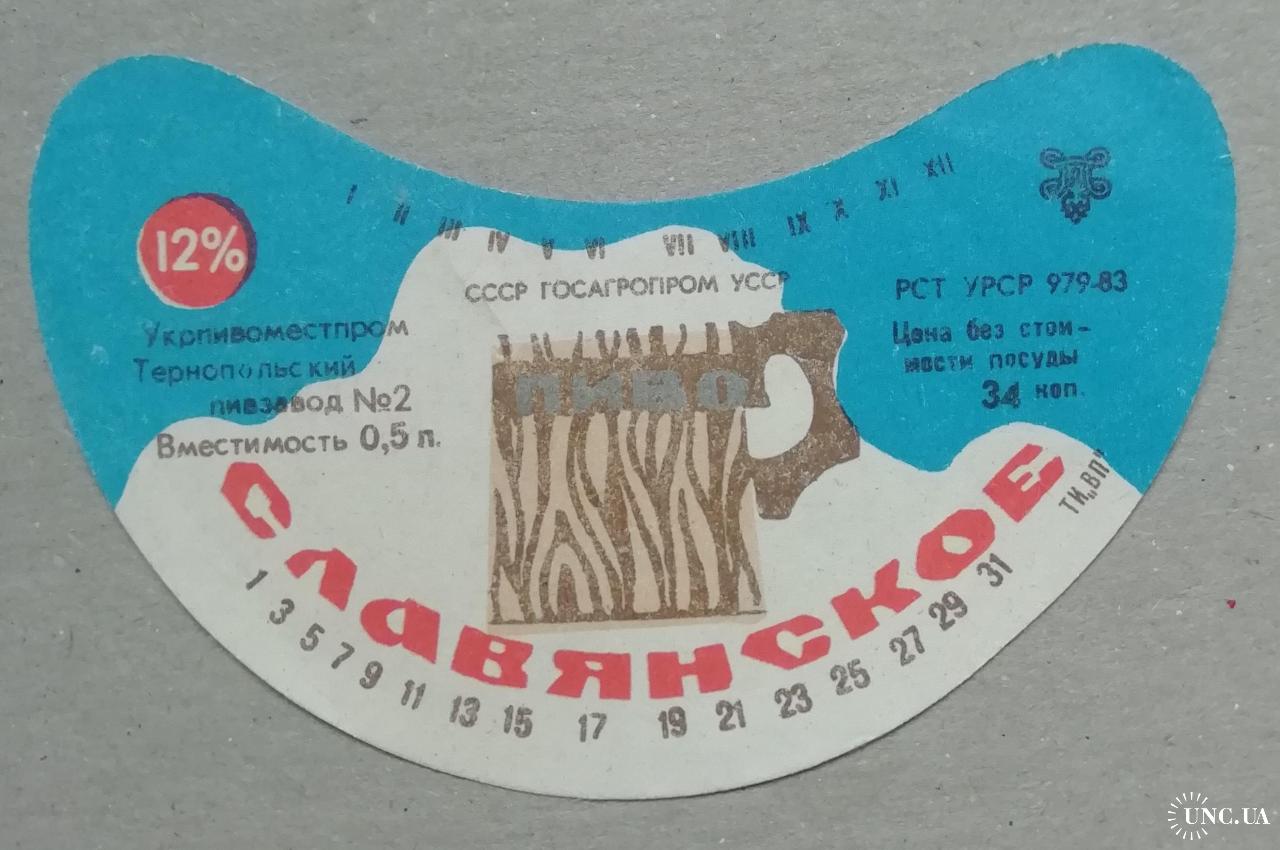 I II III IV V VI VII VIII IX X XI XII
12%
СССР ГОСАГРОПРОМ УССР
Укрпивоместпром
Тернопольский
пивзавод №2
Вместимость 0,5 л.
ПИВО
РСТ УРСР 979-83
Цена без стои-
мости посуды
34 коп.
СЛАВЯНСКОЕ
ТИ„ВП"
1 3 5 7 9 11 13 15 17 19 21 23 25 27 29 31
UNC.UA